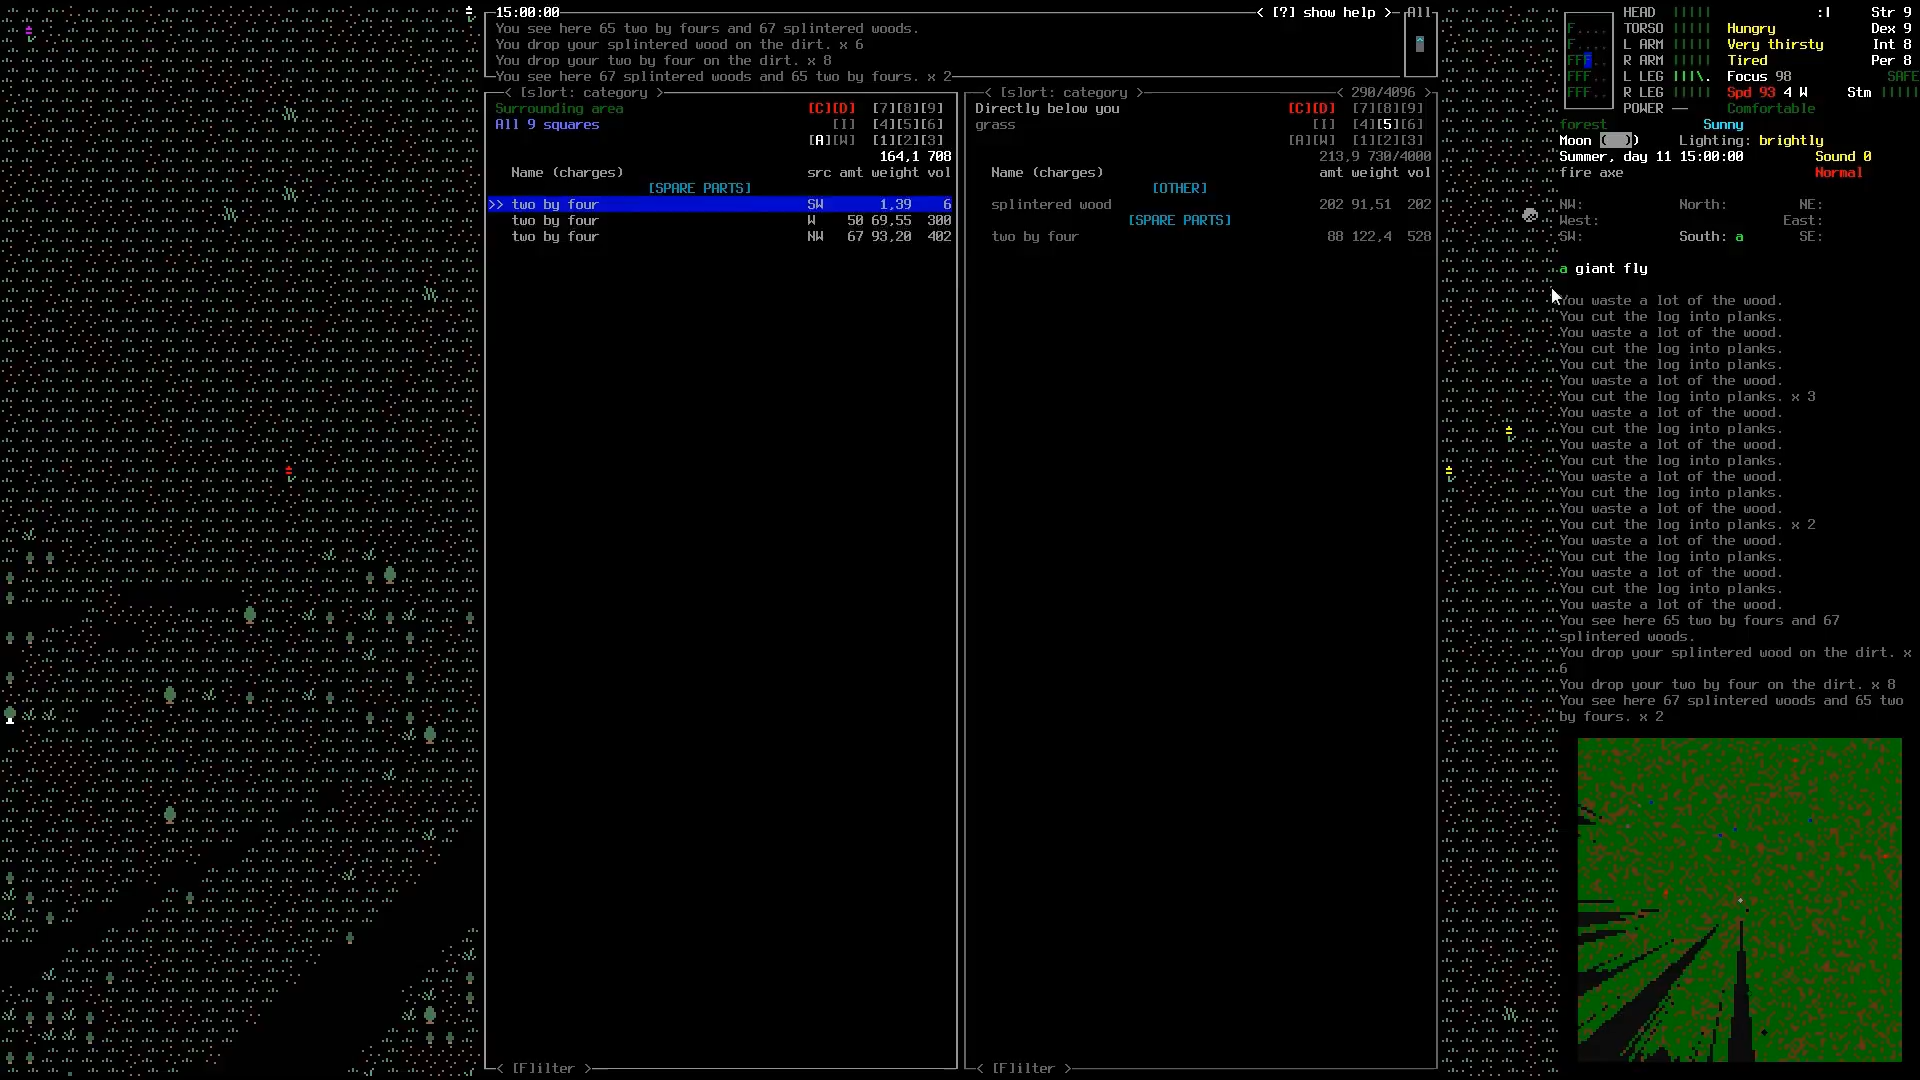 15:00:00 < [?] show help > All
You see here 65 two by fours and 67 splintered woods.
You drop your splintered wood on the dirt. x 6
You drop your two by four on the dirt. x 8
You see here 67 splintered woods and 65 two by fours. x 2
< [s]ort: category >
Surrounding area [C][D] [7][8][9]
All 9 squares [I] [4][5][6]
[A][W] [1][2][3]
164,1 708
Name (charges) src amt weight vol
[SPARE PARTS]
>> two by four SW 1,39 6
two by four W 50 69,55 300
two by four NW 67 93,20 402
< [F]ilter >
< [s]ort: category > < 290/4096 >
Directly below you [C][D] [7][8][9]
grass [I] [4][5][6]
[A][W] [1][2][3]
213,9 730/4000
Name (charges) amt weight vol
[OTHER]
splintered wood 202 91,51 202
[SPARE PARTS]
two by four 88 122,4 528
< [F]ilter >
HEAD ||||| :| Str 9
F.... TORSO ||||| Hungry Dex 9
F.... L ARM ||||| Very thirsty Int 8
FFF.. R ARM ||||| Tired Per 8
FFF.. L LEG |||\. Focus 98 SAFE
FFF.. R LEG ||||| Spd 93 4 W Stm |||||
POWER — Comfortable
forest Sunny
Moon (   ) Lighting: brightly
Summer, day 11 15:00:00 Sound 0
fire axe Normal
NW: North: NE:
West: East:
SW: South: a SE:
a giant fly
You waste a lot of the wood.
You cut the log into planks.
You waste a lot of the wood.
You cut the log into planks.
You cut the log into planks.
You waste a lot of the wood.
You cut the log into planks. x 3
You waste a lot of the wood.
You cut the log into planks.
You waste a lot of the wood.
You cut the log into planks.
You waste a lot of the wood.
You cut the log into planks.
You waste a lot of the wood.
You cut the log into planks. x 2
You waste a lot of the wood.
You cut the log into planks.
You waste a lot of the wood.
You cut the log into planks.
You waste a lot of the wood.
You see here 65 two by fours and 67
splintered woods.
You drop your splintered wood on the dirt. x
6
You drop your two by four on the dirt. x 8
You see here 67 splintered woods and 65 two
by fours. x 2